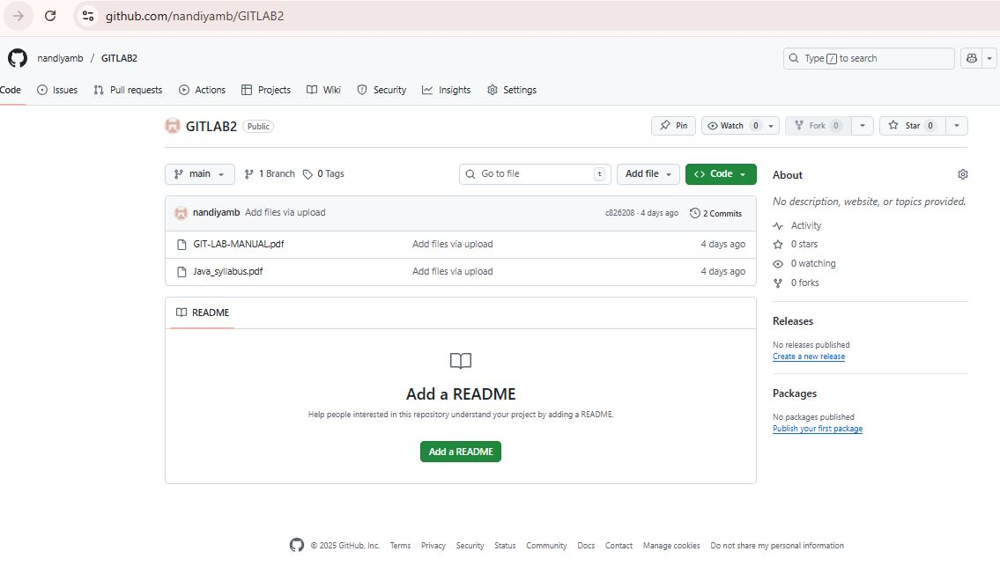 github.com/nandiyamb/GITLAB2
nandiyamb / GITLAB2
Type / to search
Code Issues Pull requests Actions Projects Wiki Security Insights Settings
GITLAB2 Public
Pin Watch 0 Fork 0 Star 0
main 1 Branch 0 Tags
Go to file t
Add file Code
nandiyamb Add files via upload c826208 · 4 days ago 2 Commits
GIT-LAB-MANUAL.pdf Add files via upload 4 days ago
Java_syllabus.pdf Add files via upload 4 days ago
README
Add a README
Help people interested in this repository understand your project by adding a README.
Add a README
About
No description, website, or topics provided.
Activity
0 stars
0 watching
0 forks
Releases
No releases published
Create a new release
Packages
No packages published
Publish your first package
© 2025 GitHub, Inc. Terms Privacy Security Status Community Docs Contact Manage cookies Do not share my personal information